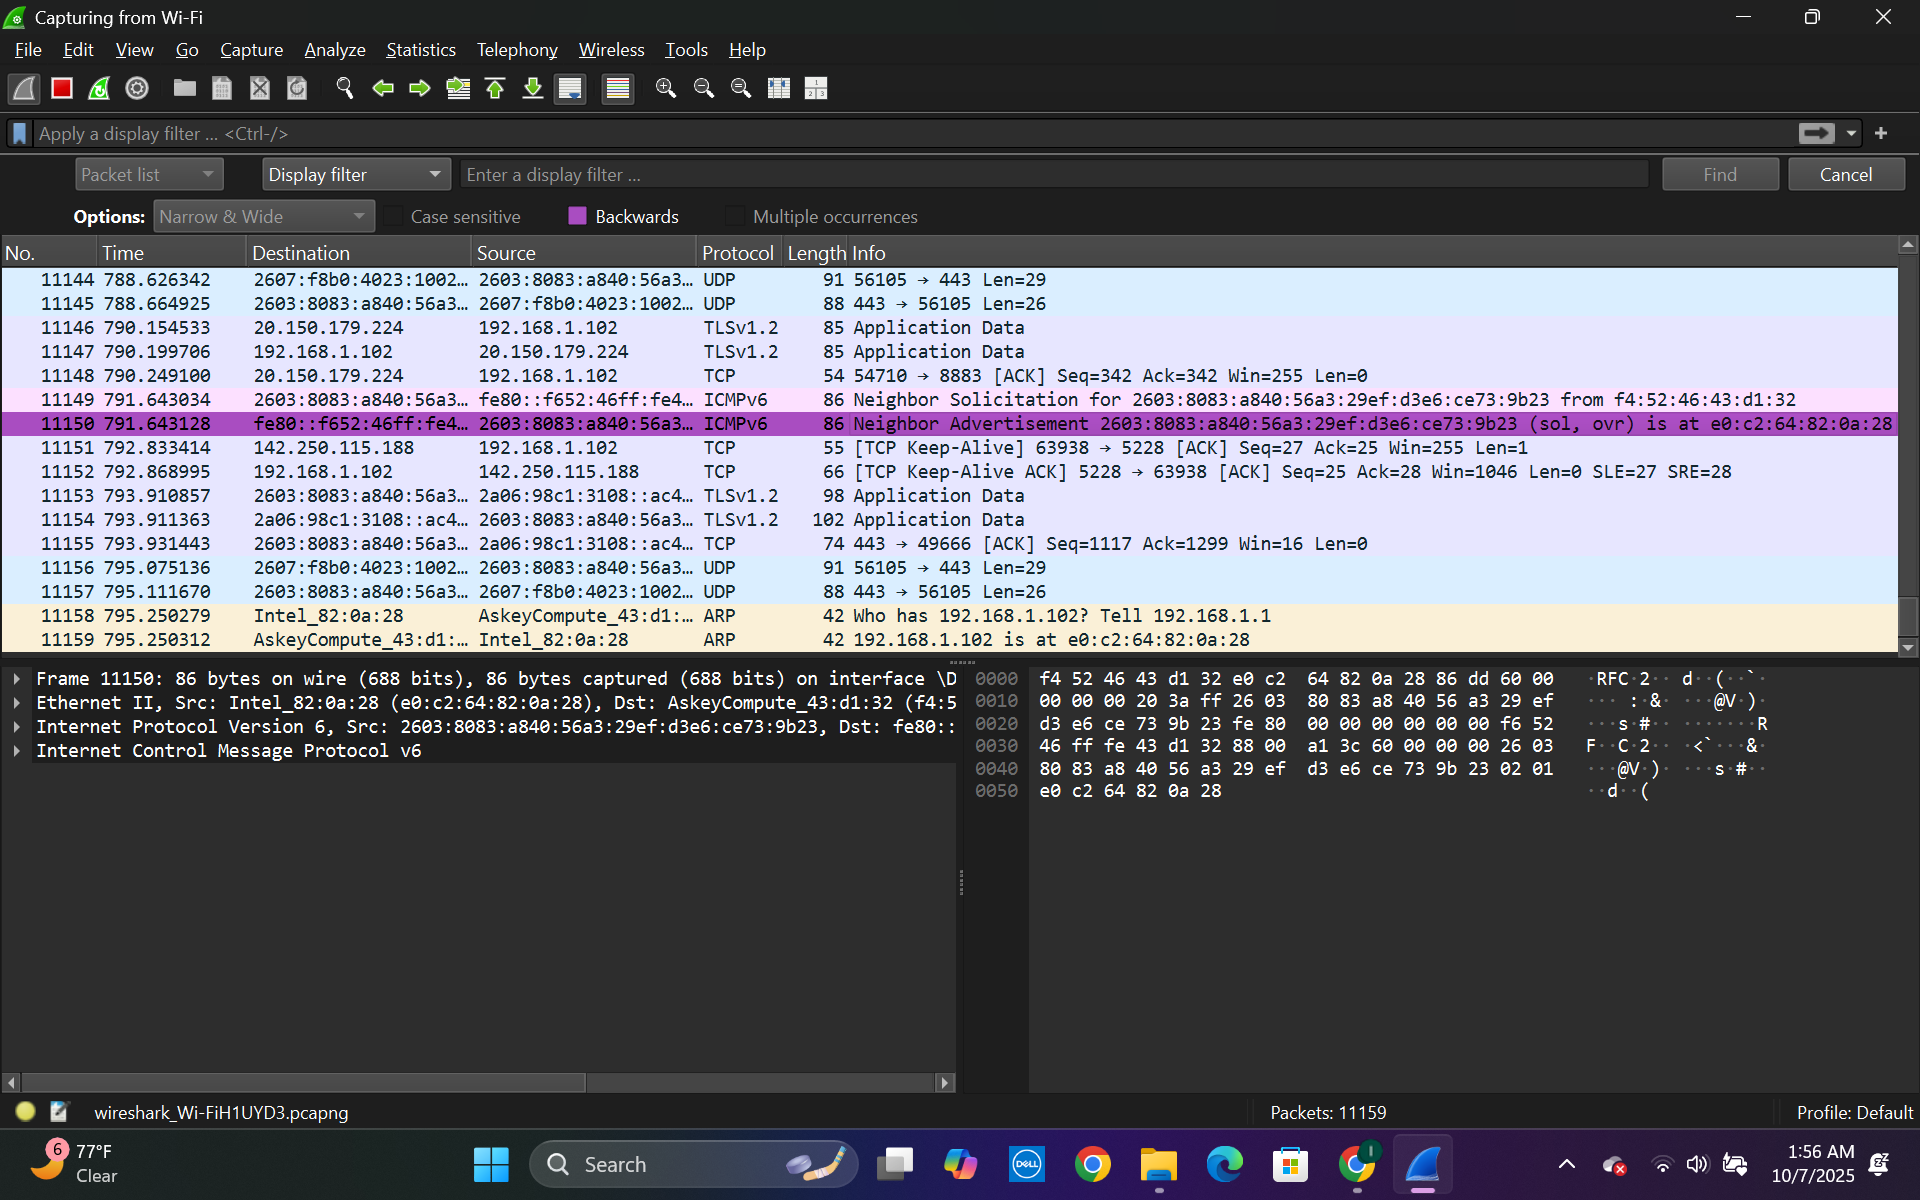 Capturing from Wi-Fi
File Edit View Go Capture Analyze Statistics Telephony Wireless Tools Help
Apply a display filter ... <Ctrl-/>
Packet list Display filter Enter a display filter ... Find Cancel
Options: Narrow & Wide Case sensitive Backwards Multiple occurrences
No. Time Destination Source Protocol Length Info
11144 788.626342 2607:f8b0:4023:1002… 2603:8083:a840:56a3… UDP 91 56105 → 443 Len=29
11145 788.664925 2603:8083:a840:56a3… 2607:f8b0:4023:1002… UDP 88 443 → 56105 Len=26
11146 790.154533 20.150.179.224 192.168.1.102 TLSv1.2 85 Application Data
11147 790.199706 192.168.1.102 20.150.179.224 TLSv1.2 85 Application Data
11148 790.249100 20.150.179.224 192.168.1.102 TCP 54 54710 → 8883 [ACK] Seq=342 Ack=342 Win=255 Len=0
11149 791.643034 2603:8083:a840:56a3… fe80::f652:46ff:fe4… ICMPv6 86 Neighbor Solicitation for 2603:8083:a840:56a3:29ef:d3e6:ce73:9b23 from f4:52:46:43:d1:32
11150 791.643128 fe80::f652:46ff:fe4… 2603:8083:a840:56a3… ICMPv6 86 Neighbor Advertisement 2603:8083:a840:56a3:29ef:d3e6:ce73:9b23 (sol, ovr) is at e0:c2:64:82:0a:28
11151 792.833414 142.250.115.188 192.168.1.102 TCP 55 [TCP Keep-Alive] 63938 → 5228 [ACK] Seq=27 Ack=25 Win=255 Len=1
11152 792.868995 192.168.1.102 142.250.115.188 TCP 66 [TCP Keep-Alive ACK] 5228 → 63938 [ACK] Seq=25 Ack=28 Win=1046 Len=0 SLE=27 SRE=28
11153 793.910857 2603:8083:a840:56a3… 2a06:98c1:3108::ac4… TLSv1.2 98 Application Data
11154 793.911363 2a06:98c1:3108::ac4… 2603:8083:a840:56a3… TLSv1.2 102 Application Data
11155 793.931443 2603:8083:a840:56a3… 2a06:98c1:3108::ac4… TCP 74 443 → 49666 [ACK] Seq=1117 Ack=1299 Win=16 Len=0
11156 795.075136 2607:f8b0:4023:1002… 2603:8083:a840:56a3… UDP 91 56105 → 443 Len=29
11157 795.111670 2603:8083:a840:56a3… 2607:f8b0:4023:1002… UDP 88 443 → 56105 Len=26
11158 795.250279 Intel_82:0a:28 AskeyCompute_43:d1:… ARP 42 Who has 192.168.1.102? Tell 192.168.1.1
11159 795.250312 AskeyCompute_43:d1:… Intel_82:0a:28 ARP 42 192.168.1.102 is at e0:c2:64:82:0a:28
Frame 11150: 86 bytes on wire (688 bits), 86 bytes captured (688 bits) on interface \D
Ethernet II, Src: Intel_82:0a:28 (e0:c2:64:82:0a:28), Dst: AskeyCompute_43:d1:32 (f4:5
Internet Protocol Version 6, Src: 2603:8083:a840:56a3:29ef:d3e6:ce73:9b23, Dst: fe80::
Internet Control Message Protocol v6
0000 f4 52 46 43 d1 32 e0 c2 64 82 0a 28 86 dd 60 00 ·RFC·2·· d··(··`·
0010 00 00 00 20 3a ff 26 03 80 83 a8 40 56 a3 29 ef ··· :·&· ···@V·)·
0020 d3 e6 ce 73 9b 23 fe 80 00 00 00 00 00 00 f6 52 ···s·#·· ·······R
0030 46 ff fe 43 d1 32 88 00 a1 3c 60 00 00 00 26 03 F··C·2·· ·<`···&·
0040 80 83 a8 40 56 a3 29 ef d3 e6 ce 73 9b 23 02 01 ···@V·)· ···s·#··
0050 e0 c2 64 82 0a 28 ··d··(
wireshark_Wi-FiH1UYD3.pcapng Packets: 11159 Profile: Default
6 77°F
Clear
Search
DELL
1:56 AM
10/7/2025